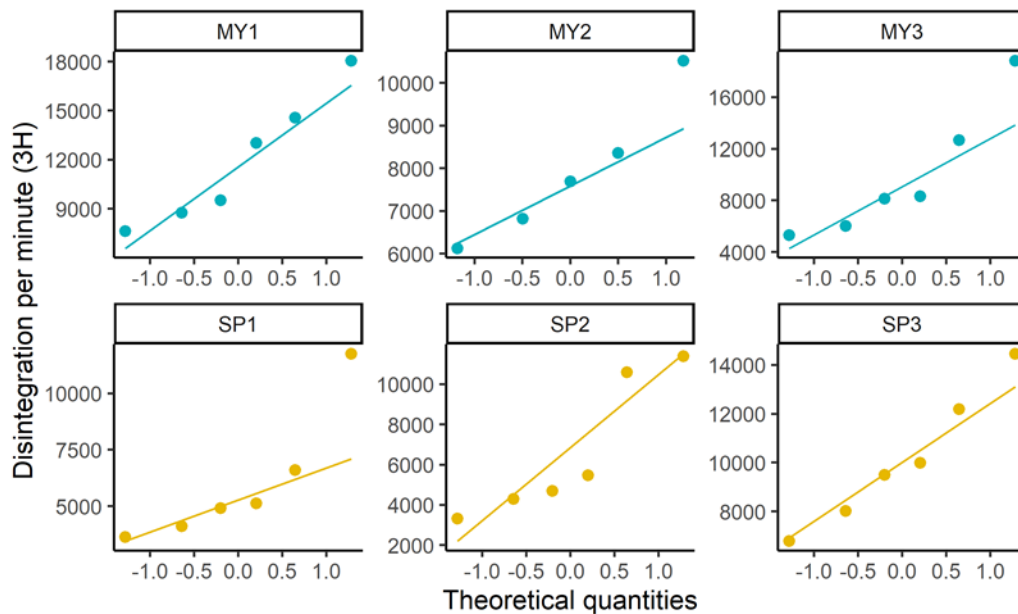 MY1
MY2
MY3
18000
15000
12000
9000
10000
9000
8000
7000
6000
16000
12000
8000
4000
-1.0 -0.5 0.0 0.5 1.0
-1.0 -0.5 0.0 0.5 1.0
-1.0 -0.5 0.0 0.5 1.0
SP1
SP2
SP3
10000
7500
5000
10000
8000
6000
4000
2000
14000
12000
10000
8000
-1.0 -0.5 0.0 0.5 1.0
-1.0 -0.5 0.0 0.5 1.0
-1.0 -0.5 0.0 0.5 1.0
Disintegration per minute (3H)
Theoretical quantities